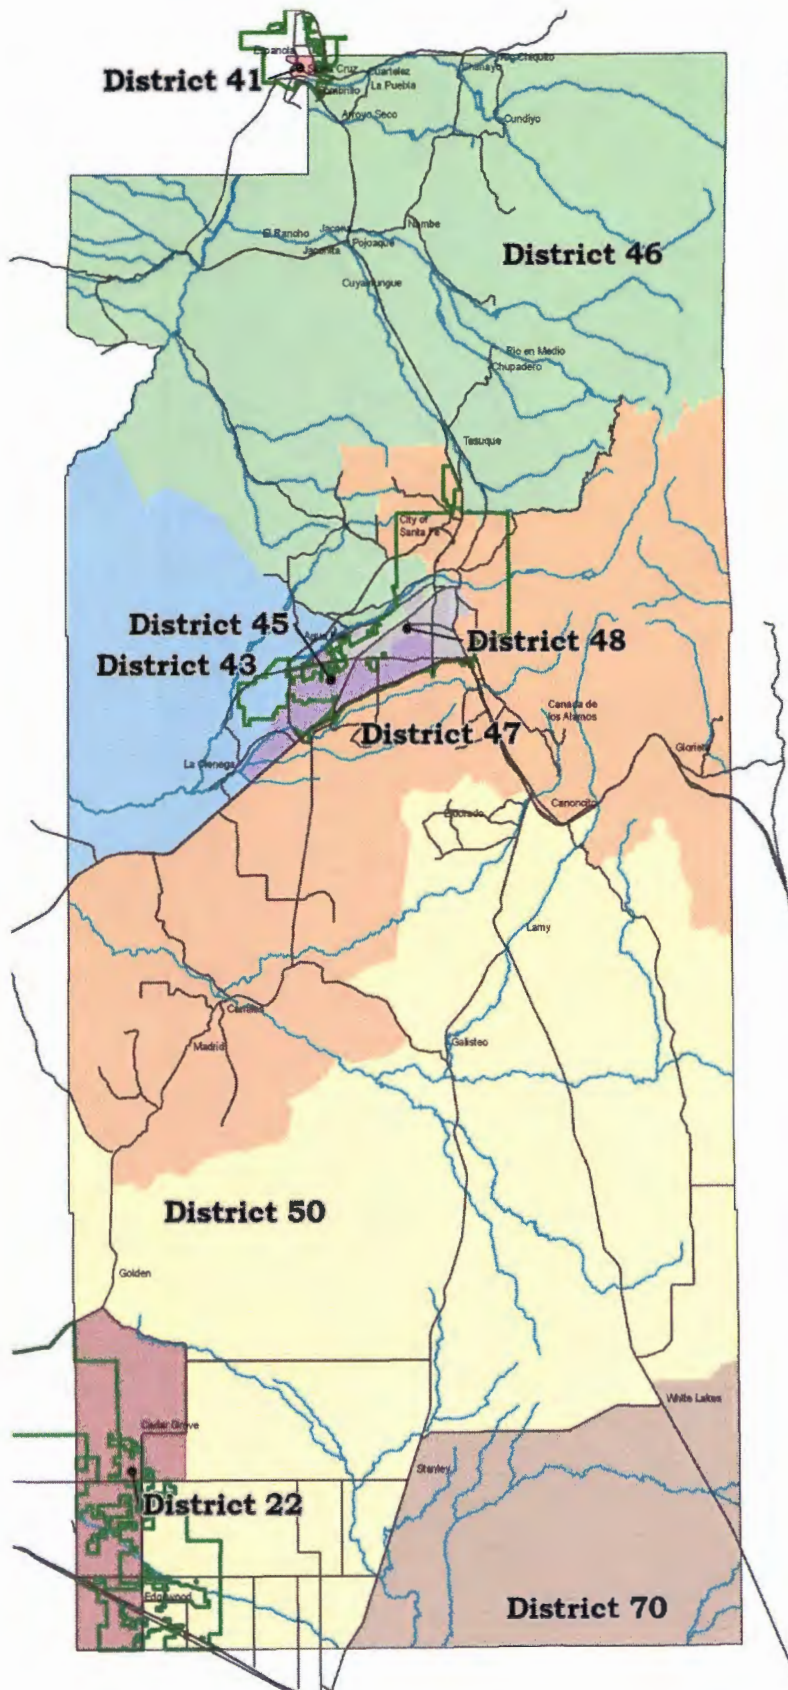 Espanola
District 41
Cuartelez
La Puebla
Chimayo
Rio Chiquito
Arroyo Seco
Cundiyo
El Rancho
Jacona
Nambe
Jaconita
Pojoaque
District 46
Cuyamungue
Rio en Medio
Chupadero
Tesuque
City of
Santa Fe
District 45
District 48
District 43
Canada de
los Alamos
District 47
Glorieta
La Cienega
Canoncito
Eldorado
Lamy
Cerrillos
Madrid
Galisteo
District 50
Golden
White Lakes
Cedar Grove
Stanley
District 22
Edgewood
District 70